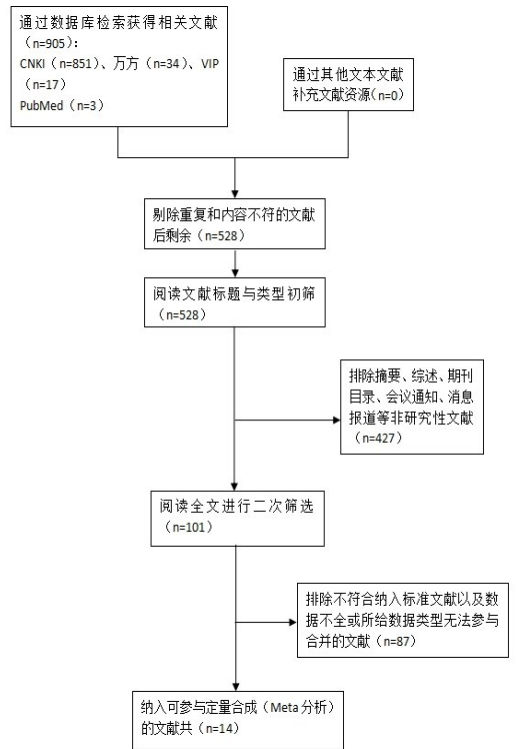 通过数据库检索获得相关文献
（n=905）：
CNKI（n=851）、万方（n=34）、VIP
（n=17）
PubMed（n=3）
通过其他文本文献
补充文献资源（n=0）
剔除重复和内容不符的文献
后剩余（n=528）
阅读文献标题与类型初筛
（n=528）
排除摘要、综述、期刊
目录、会议通知、消息
报道等非研究性文献
（n=427）
阅读全文进行二次筛选
（n=101）
排除不符合纳入标准文献以及数
据不全或所给数据类型无法参与
合并的文献（n=87）
纳入可参与定量合成（Meta 分析）
的文献共（n=14）